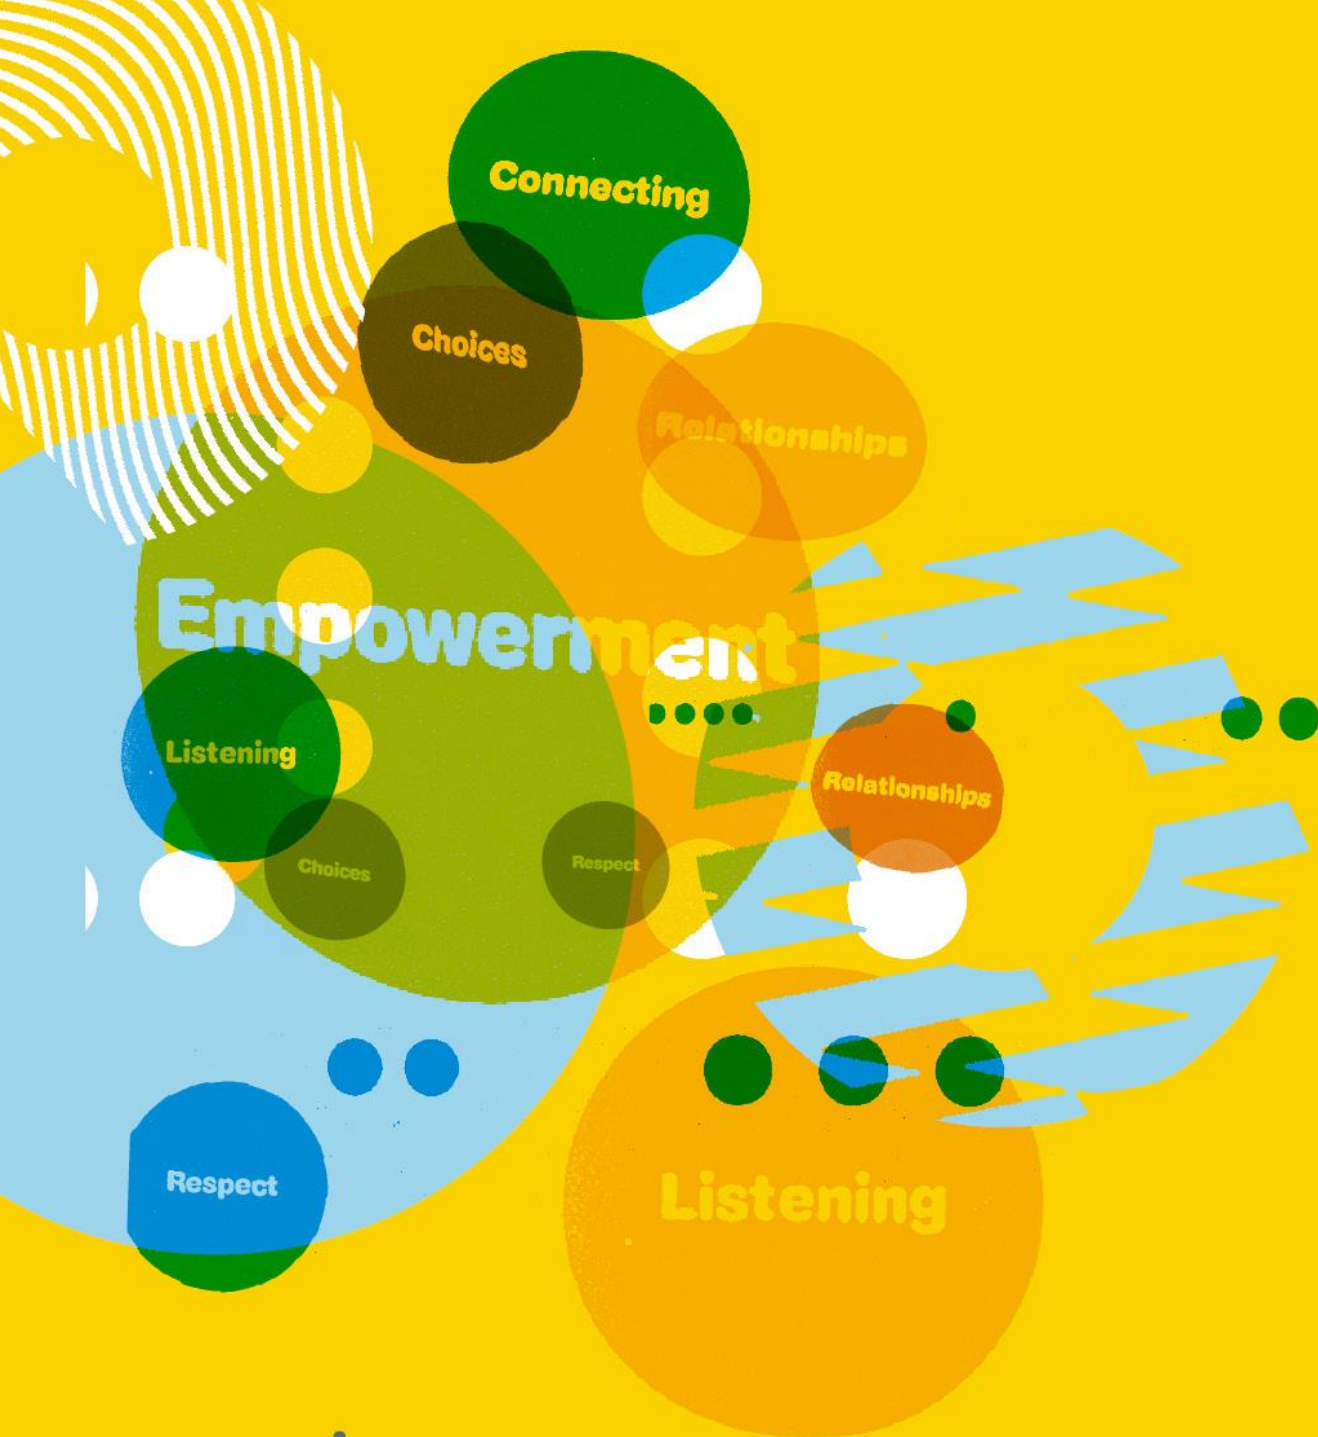 Connecting
Choices
Relationships
Empowerment
Listening
Relationships
Choices
Respect
Respect
Listening